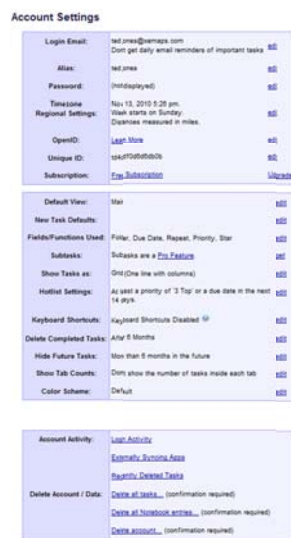 Account Settings
Login Email: ted.ones@xemaps.com
Dont get daily email reminders of important tasks edit
Alias: ted.ones edit
Password: (not displayed) edit
Timezone Nov 13, 2010 5:26 pm.
Regional Settings: Week starts on Sunday. edit
Distances measured in miles.
OpenID: Learn More edit
Unique ID: edit
Subscription: Free Subscription Upgrade
Default View: Main edit
New Task Defaults: edit
Fields/Functions Used: Folder, Due Date, Repeat, Priority, Star edit
Subtasks: Subtasks are a Pro Feature. get
Show Tasks as: Grid (One line with columns) edit
Hotlist Settings: At least a priority of '3 Top' or a due date in the next edit
14 days.
Keyboard Shortcuts: Keyboard Shortcuts Disabled edit
Delete Completed Tasks: After 6 Months edit
Hide Future Tasks: More than 6 months in the future edit
Show Tab Counts: Dont show the number of tasks inside each tab edit
Color Scheme: Default edit
Account Activity: Login Activity
Externally Syncing Apps
Recently Deleted Tasks
Delete Account / Data: Delete all tasks... (confirmation required)
Delete all Notebook entries... (confirmation required)
Delete account... (confirmation required)